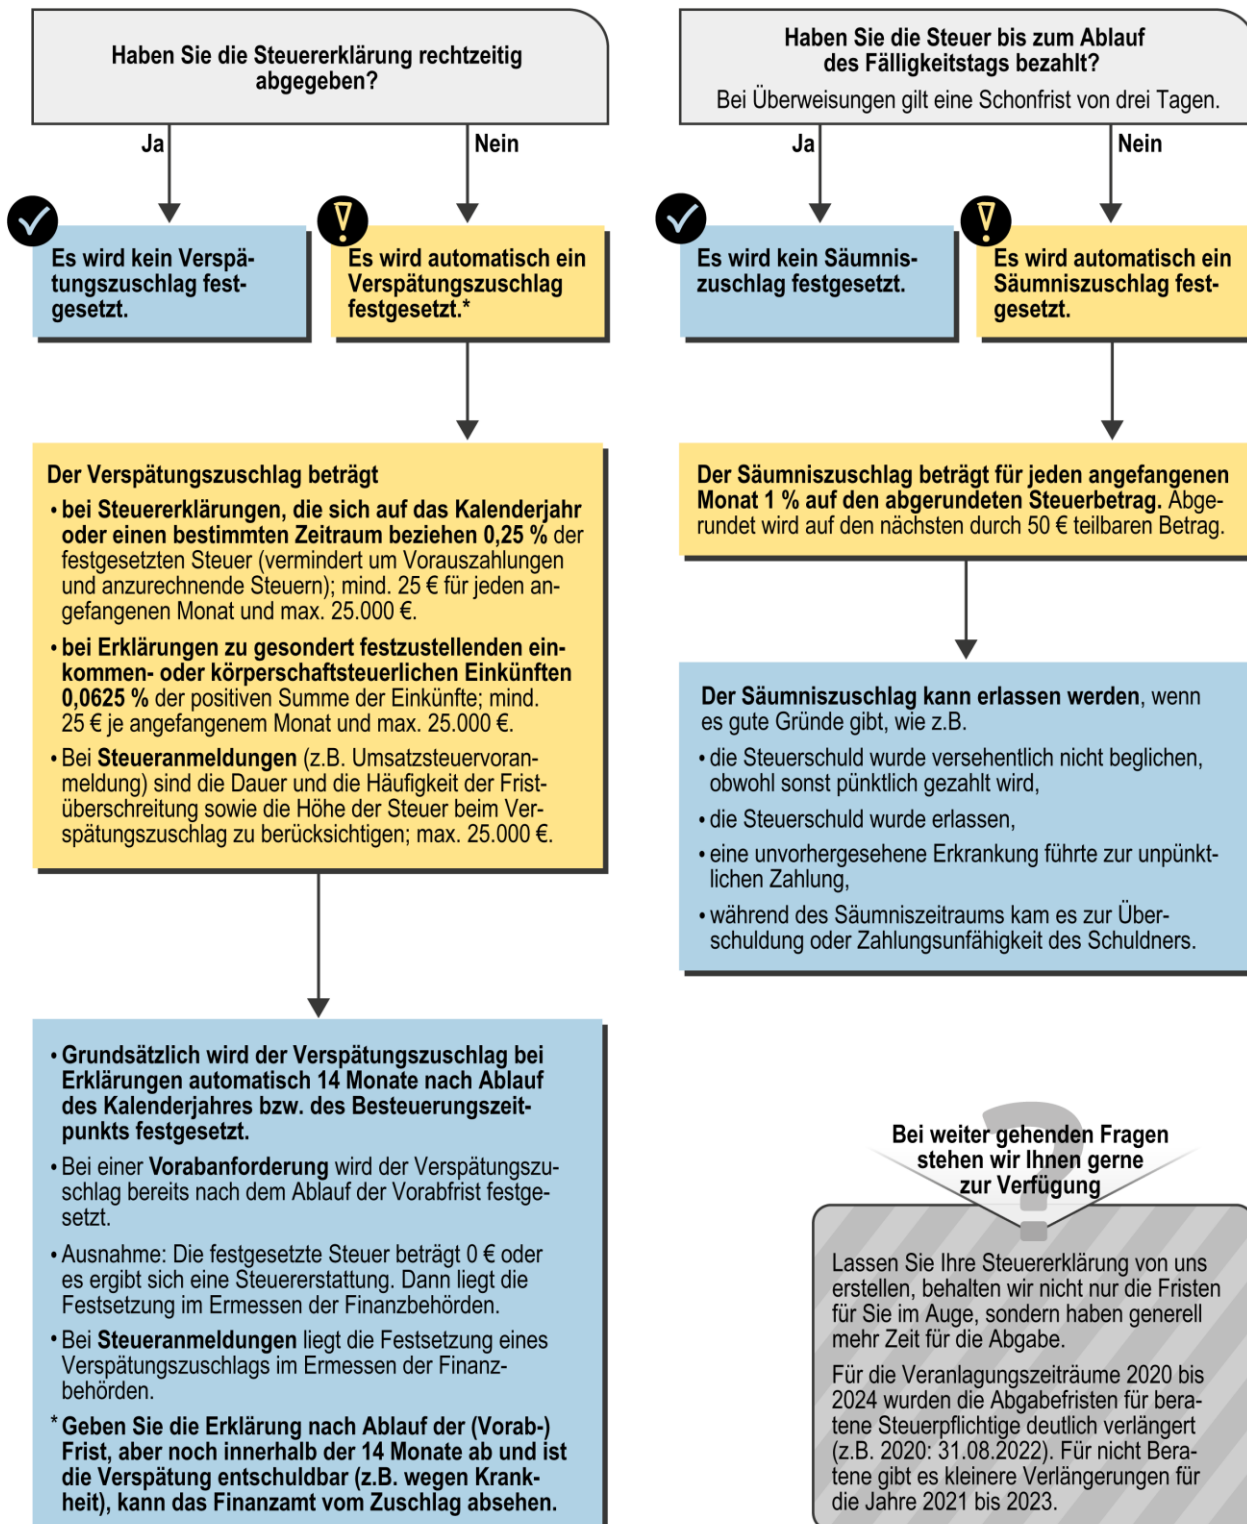 Haben Sie die Steuererklärung rechtzeitig
abgegeben?
Ja
Nein
Es wird kein Verspä-
tungszuschlag fest-
gesetzt.
Es wird automatisch ein
Verspätungszuschlag
festgesetzt.*
Der Verspätungszuschlag beträgt
• bei Steuererklärungen, die sich auf das Kalenderjahr
oder einen bestimmten Zeitraum beziehen 0,25 % der
festgesetzten Steuer (vermindert um Vorauszahlungen
und anzurechnende Steuern); mind. 25 € für jeden an-
gefangenen Monat und max. 25.000 €.
• bei Erklärungen zu gesondert festzustellenden ein-
kommen- oder körperschaftsteuerlichen Einkünften
0,0625 % der positiven Summe der Einkünfte; mind.
25 € je angefangenem Monat und max. 25.000 €.
• Bei Steueranmeldungen (z.B. Umsatzsteuervoran-
meldung) sind die Dauer und die Häufigkeit der Frist-
überschreitung sowie die Höhe der Steuer beim Ver-
spätungszuschlag zu berücksichtigen; max. 25.000 €.
• Grundsätzlich wird der Verspätungszuschlag bei
Erklärungen automatisch 14 Monate nach Ablauf
des Kalenderjahres bzw. des Besteuerungszeit-
punkts festgesetzt.
• Bei einer Vorabanforderung wird der Verspätungszu-
schlag bereits nach dem Ablauf der Vorabfrist festge-
setzt.
• Ausnahme: Die festgesetzte Steuer beträgt 0 € oder
es ergibt sich eine Steuererstattung. Dann liegt die
Festsetzung im Ermessen der Finanzbehörden.
• Bei Steueranmeldungen liegt die Festsetzung eines
Verspätungszuschlags im Ermessen der Finanz-
behörden.
* Geben Sie die Erklärung nach Ablauf der (Vorab-)
Frist, aber noch innerhalb der 14 Monate ab und ist
die Verspätung entschuldbar (z.B. wegen Krank-
heit), kann das Finanzamt vom Zuschlag absehen.
Haben Sie die Steuer bis zum Ablauf
des Fälligkeitstags bezahlt?
Bei Überweisungen gilt eine Schonfrist von drei Tagen.
Ja
Nein
Es wird kein Säumnis-
zuschlag festgesetzt.
Es wird automatisch ein
Säumniszuschlag fest-
gesetzt.
Der Säumniszuschlag beträgt für jeden angefangenen
Monat 1 % auf den abgerundeten Steuerbetrag. Abge-
rundet wird auf den nächsten durch 50 € teilbaren Betrag.
Der Säumniszuschlag kann erlassen werden, wenn
es gute Gründe gibt, wie z.B.
• die Steuerschuld wurde versehentlich nicht beglichen,
obwohl sonst pünktlich gezahlt wird,
• die Steuerschuld wurde erlassen,
• eine unvorhergesehene Erkrankung führte zur unpünkt-
lichen Zahlung,
• während des Säumniszeitraums kam es zur Über-
schuldung oder Zahlungsunfähigkeit des Schuldners.
Bei weiter gehenden Fragen
stehen wir Ihnen gerne
zur Verfügung
Lassen Sie Ihre Steuererklärung von uns
erstellen, behalten wir nicht nur die Fristen
für Sie im Auge, sondern haben generell
mehr Zeit für die Abgabe.
Für die Veranlagungszeiträume 2020 bis
2024 wurden die Abgabefristen für bera-
tene Steuerpflichtige deutlich verlängert
(z.B. 2020: 31.08.2022). Für nicht Bera-
tene gibt es kleinere Verlängerungen für
die Jahre 2021 bis 2023.